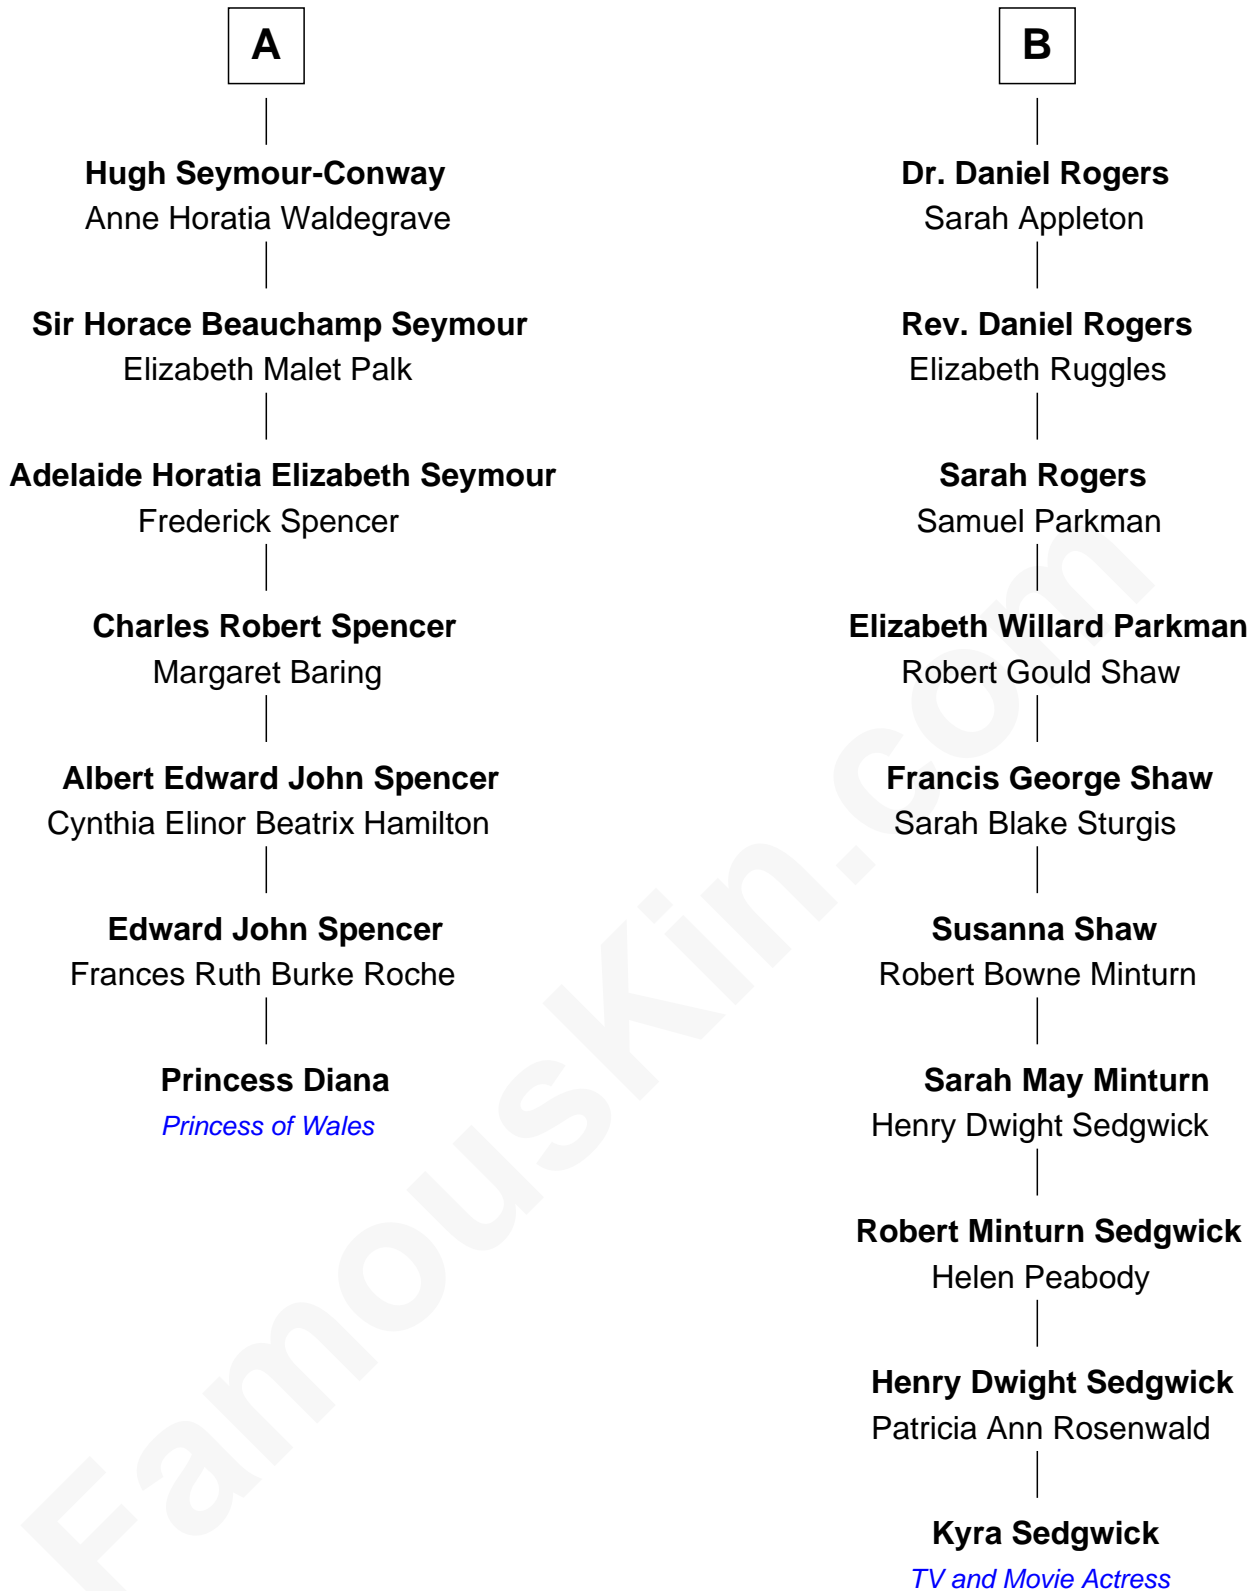 A
Hugh Seymour-Conway
Anne Horatia Waldegrave
Sir Horace Beauchamp Seymour
Elizabeth Malet Palk
Adelaide Horatia Elizabeth Seymour
Frederick Spencer
Charles Robert Spencer
Margaret Baring
Albert Edward John Spencer
Cynthia Elinor Beatrix Hamilton
Edward John Spencer
Frances Ruth Burke Roche
Princess Diana
Princess of Wales
B
Dr. Daniel Rogers
Sarah Appleton
Rev. Daniel Rogers
Elizabeth Ruggles
Sarah Rogers
Samuel Parkman
Elizabeth Willard Parkman
Robert Gould Shaw
Francis George Shaw
Sarah Blake Sturgis
Susanna Shaw
Robert Bowne Minturn
Sarah May Minturn
Henry Dwight Sedgwick
Robert Minturn Sedgwick
Helen Peabody
Henry Dwight Sedgwick
Patricia Ann Rosenwald
Kyra Sedgwick
TV and Movie Actress
FamousKin.com